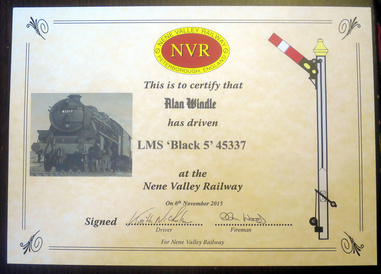 NENE VALLEY RAILWAY
NVR
PETERBOROUGH, ENGLAND
This is to certify that
Alan Windle
has driven
LMS 'Black 5' 45337
at the
Nene Valley Railway
On 6th November 2015
Signed
Driver Fireman
For Nene Valley Railway